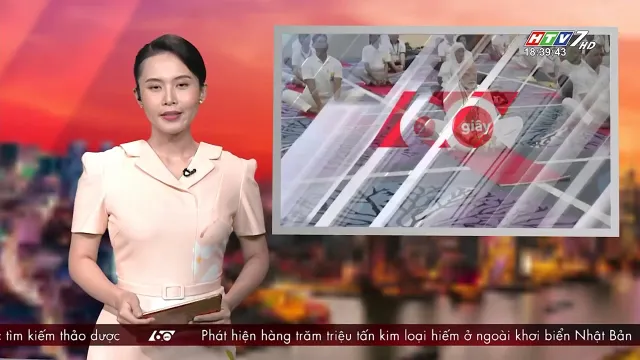 HTV7 HD
18:39:43
60 giây
c tìm kiếm thảo dược 60 Phát hiện hàng trăm triệu tấn kim loại hiếm ở ngoài khơi biển Nhật Bản